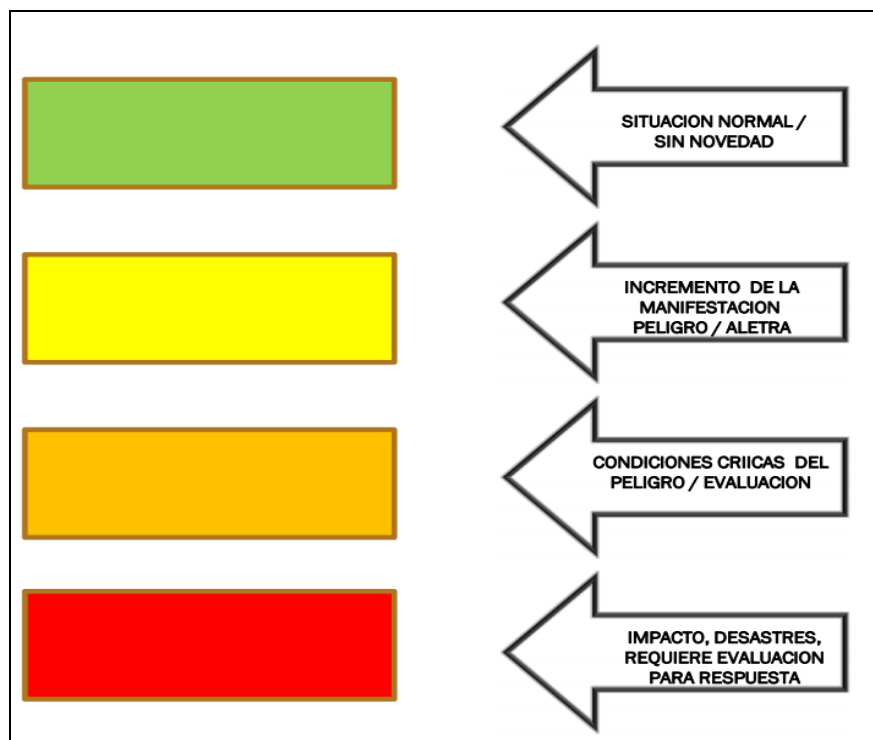 SITUACION NORMAL /
SIN NOVEDAD
INCREMENTO DE LA
MANIFESTACION
PELIGRO / ALETRA
CONDICIONES CRIICAS DEL
PELIGRO / EVALUACION
IMPACTO, DESASTRES,
REQUIERE EVALUACION
PARA RESPUESTA